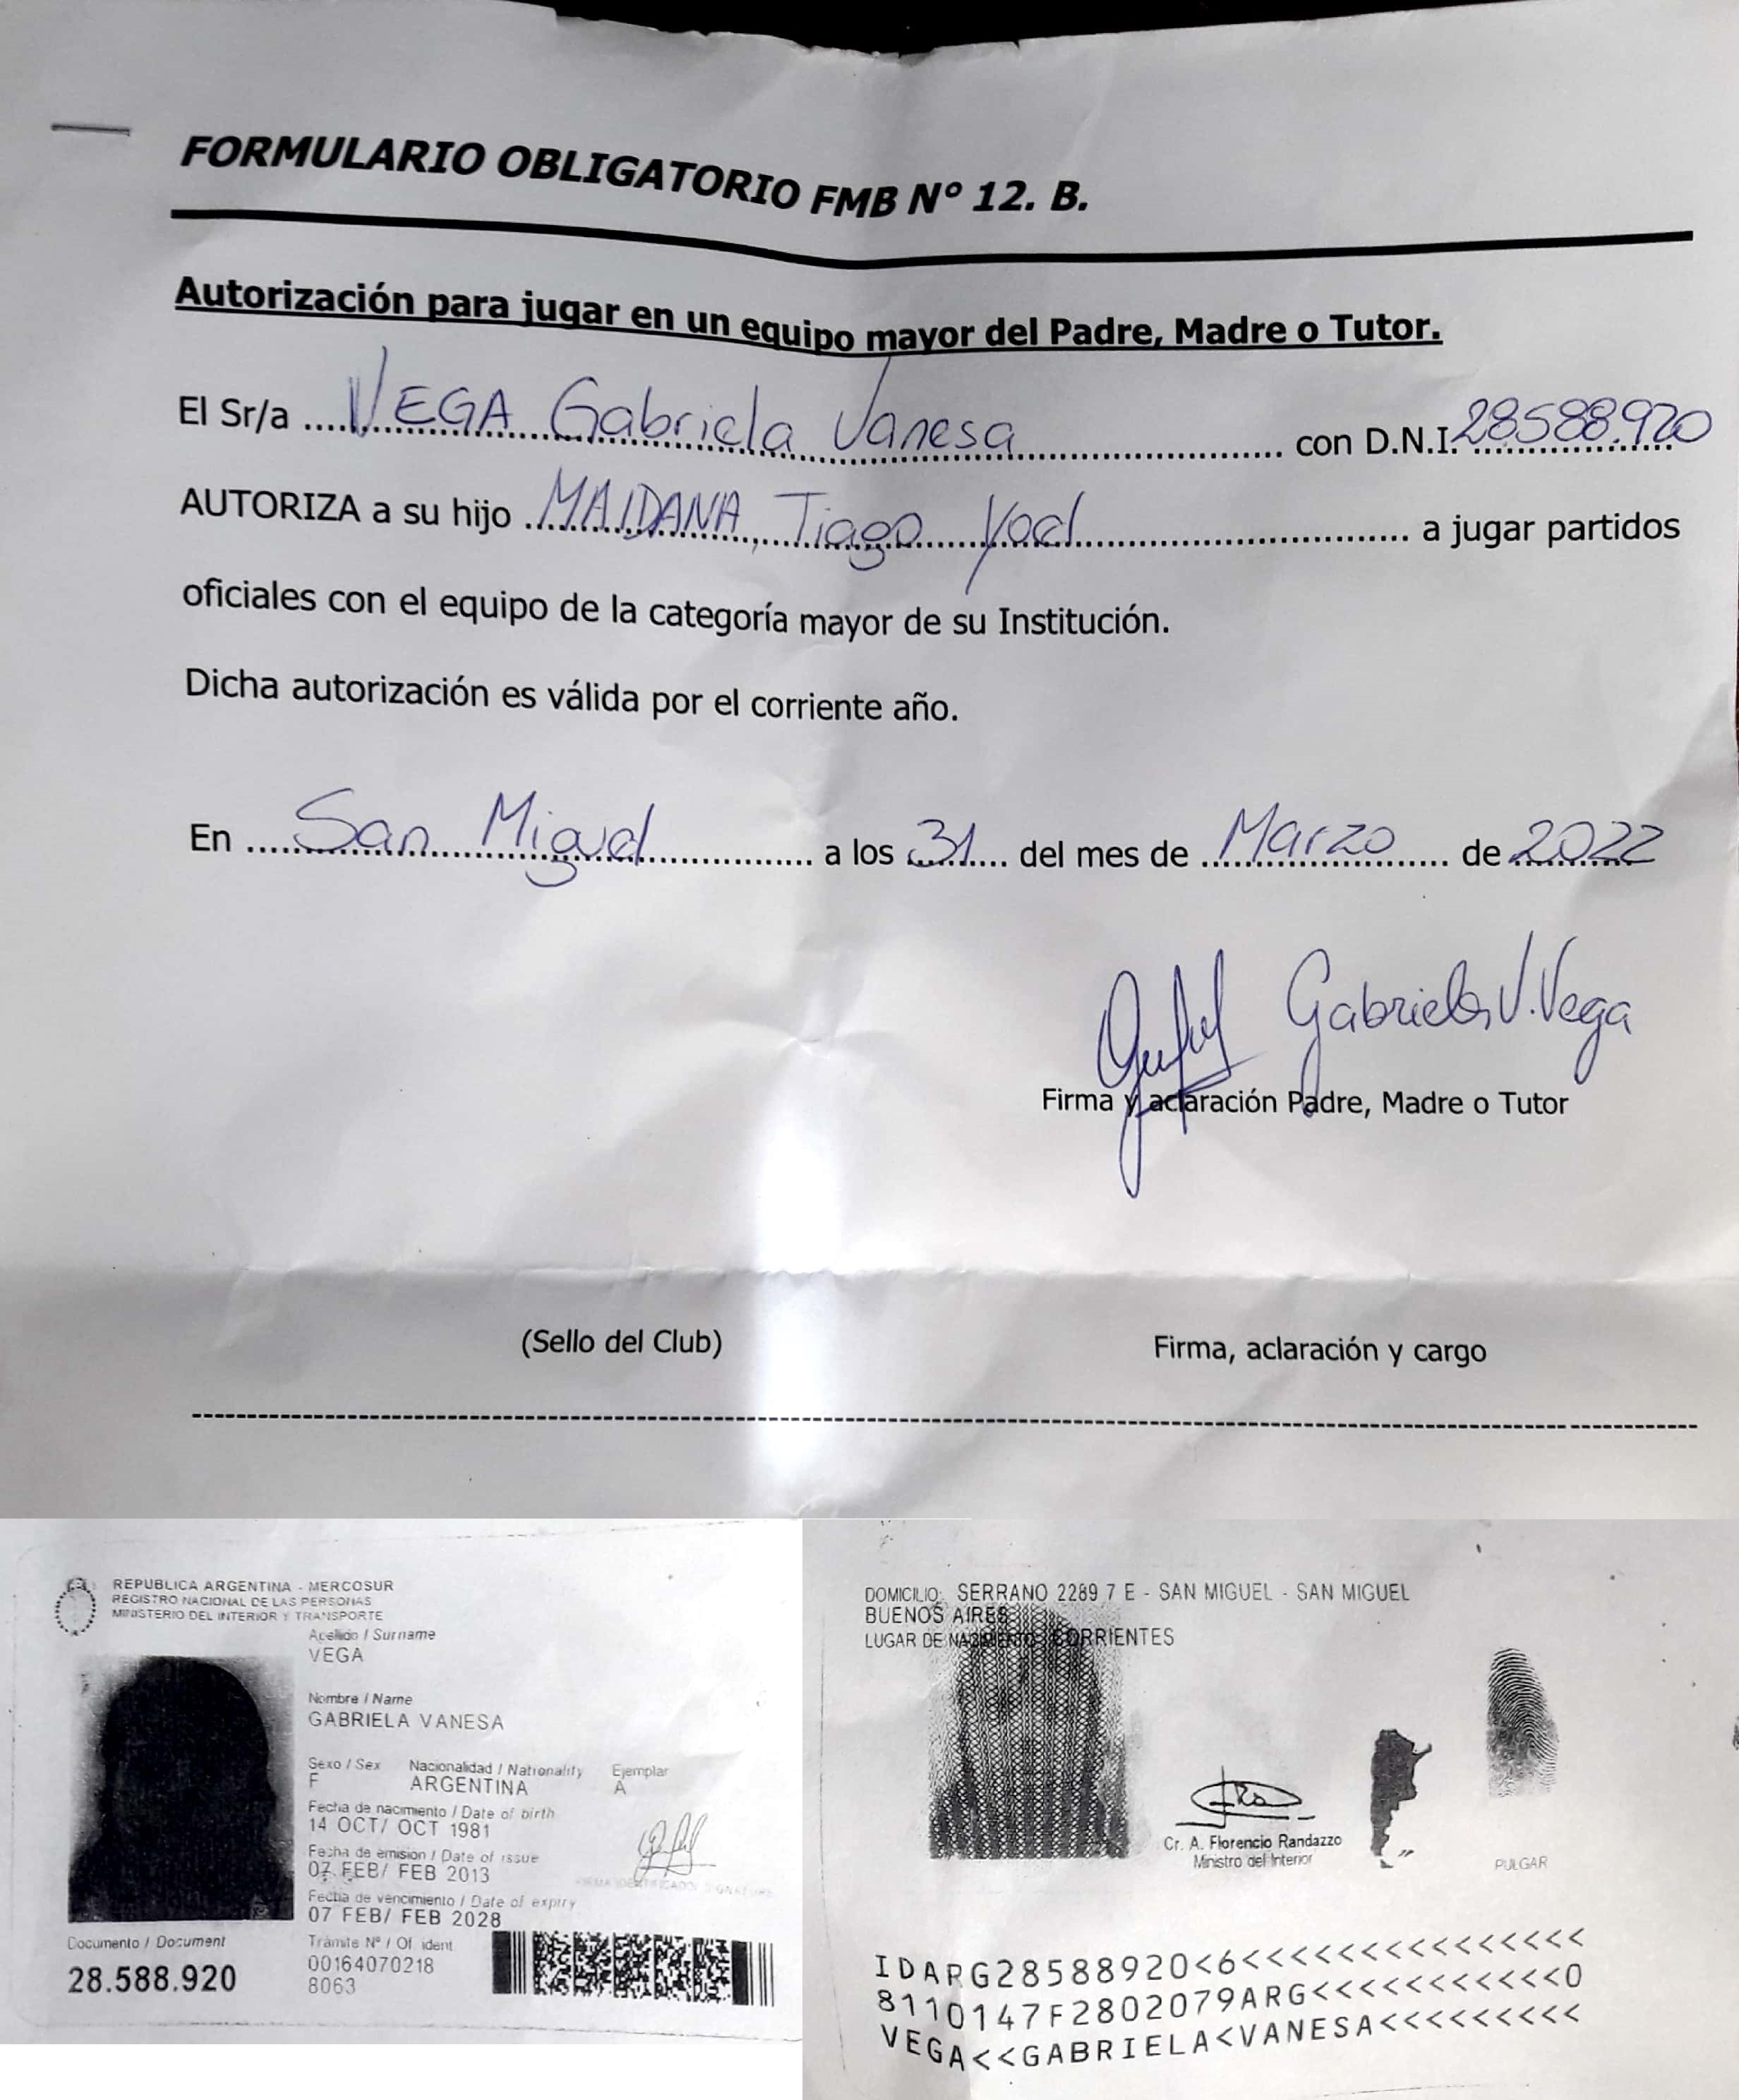 FORMULARIO OBLIGATORIO FMB Nº 12. B.
Autorización para jugar en un equipo mayor del Padre, Madre o Tutor.
El Sr/a ....VEGA Gabriela Vanesa.... con D.N.I. 28588.920
AUTORIZA a su hijo ....MAIDANA, Tiago Yoel.... a jugar partidos
oficiales con el equipo de la categoría mayor de su Institución.
Dicha autorización es válida por el corriente año.
En ....San Miguel.... a los ..31.... del mes de ....Marzo.... de 2022
Gabriela V. Vega
Firma y aclaración Padre, Madre o Tutor
(Sello del Club) Firma, aclaración y cargo
REPUBLICA ARGENTINA - MERCOSUR
REGISTRO NACIONAL DE LAS PERSONAS
MINISTERIO DEL INTERIOR Y TRANSPORTE
Apellido / Surname
VEGA
Nombre / Name
GABRIELA VANESA
Sexo / Sex Nacionalidad / Nationality Ejemplar
F ARGENTINA A
Fecha de nacimiento / Date of birth
14 OCT/ OCT 1981
Fecha de emisión / Date of issue
07 FEB/ FEB 2013
Fecha de vencimiento / Date of expiry
07 FEB/ FEB 2028
Documento / Document
28.588.920
Trámite Nº / Of. ident
00164070218
8063
DOMICILIO: SERRANO 2289 7 E - SAN MIGUEL - SAN MIGUEL
BUENOS AIRES
LUGAR DE NACIMIENTO: CORRIENTES
Cr. A. Florencio Randazzo
Ministro del Interior
PULGAR
IDARG28588920<6<<<<<<<<<<<<<<<
8110147F2802079ARG<<<<<<<<<<<0
VEGA<<GABRIELA<VANESA<<<<<<<<<